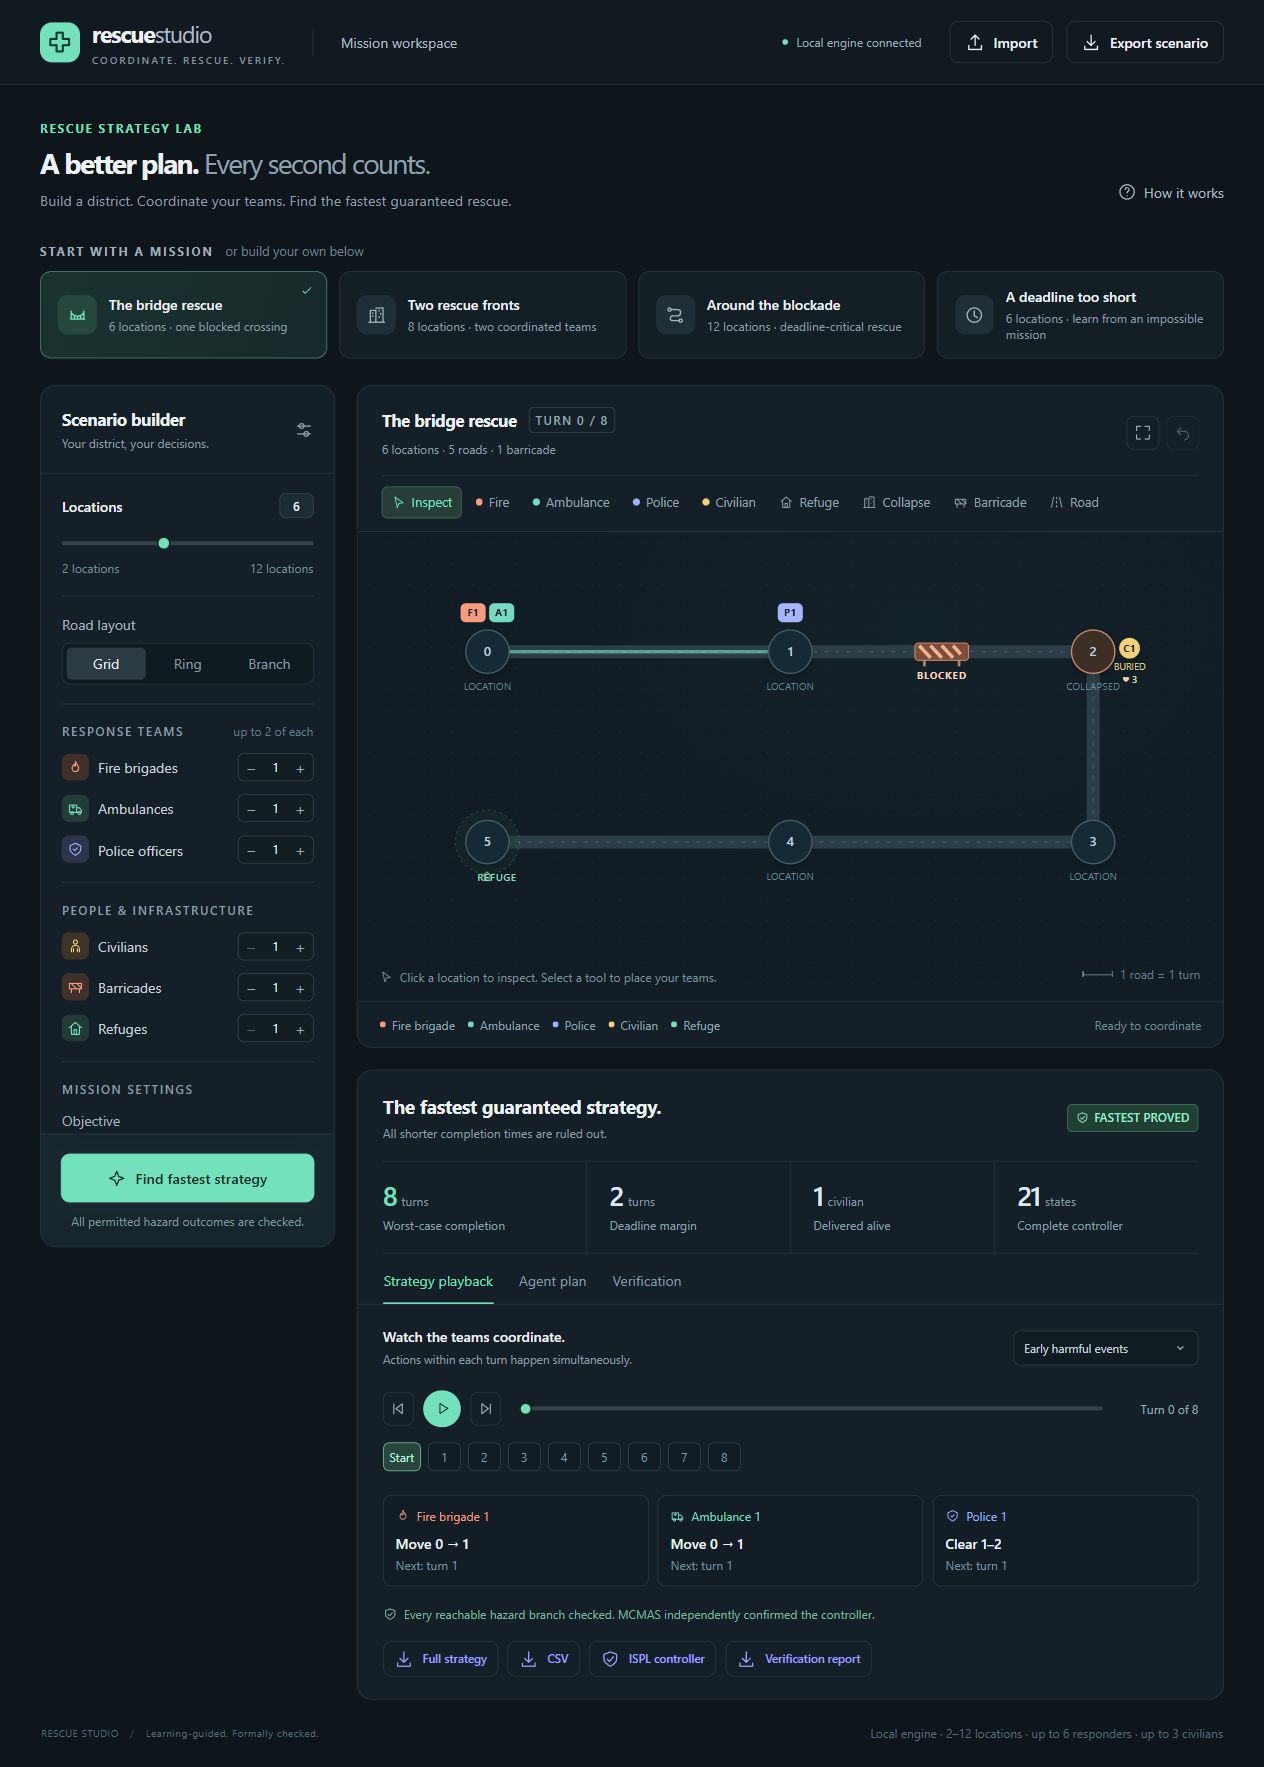 rescuestudio
COORDINATE. RESCUE. VERIFY.
Mission workspace
Local engine connected
Import
Export scenario
RESCUE STRATEGY LAB
A better plan. Every second counts.
Build a district. Coordinate your teams. Find the fastest guaranteed rescue.
How it works
START WITH A MISSION or build your own below
The bridge rescue
6 locations · one blocked crossing
Two rescue fronts
8 locations · two coordinated teams
Around the blockade
12 locations · deadline-critical rescue
A deadline too short
6 locations · learn from an impossible
mission
Scenario builder
Your district, your decisions.
Locations
6
2 locations
12 locations
Road layout
Grid
Ring
Branch
RESPONSE TEAMS
up to 2 of each
Fire brigades
– 1 +
Ambulances
– 1 +
Police officers
– 1 +
PEOPLE & INFRASTRUCTURE
Civilians
– 1 +
Barricades
– 1 +
Refuges
– 1 +
MISSION SETTINGS
Objective
Find fastest strategy
All permitted hazard outcomes are checked.
The bridge rescue
TURN 0 / 8
6 locations · 5 roads · 1 barricade
Inspect
Fire
Ambulance
Police
Civilian
Refuge
Collapse
Barricade
Road
F1
A1
P1
0
1
2
C1
BURIED
♥ 3
BLOCKED
LOCATION
LOCATION
COLLAPSED
5
4
3
REFUGE
LOCATION
LOCATION
Click a location to inspect. Select a tool to place your teams.
1 road = 1 turn
Fire brigade
Ambulance
Police
Civilian
Refuge
Ready to coordinate
The fastest guaranteed strategy.
All shorter completion times are ruled out.
FASTEST PROVED
8 turns
Worst-case completion
2 turns
Deadline margin
1 civilian
Delivered alive
21 states
Complete controller
Strategy playback
Agent plan
Verification
Watch the teams coordinate.
Actions within each turn happen simultaneously.
Early harmful events
Turn 0 of 8
Start
1
2
3
4
5
6
7
8
Fire brigade 1
Move 0 → 1
Next: turn 1
Ambulance 1
Move 0 → 1
Next: turn 1
Police 1
Clear 1–2
Next: turn 1
Every reachable hazard branch checked. MCMAS independently confirmed the controller.
Full strategy
CSV
ISPL controller
Verification report
RESCUE STUDIO / Learning-guided. Formally checked.
Local engine · 2–12 locations · up to 6 responders · up to 3 civilians